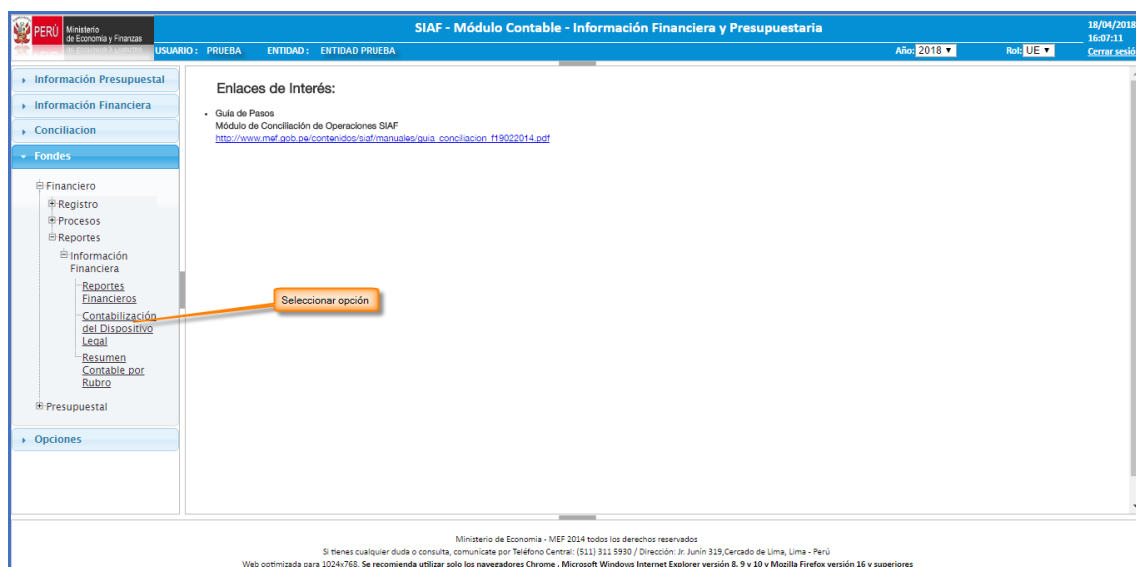 PERÚ Ministerio de Economía y Finanzas
SIAF - Módulo Contable - Información Financiera y Presupuestaria
18/04/2018
16:07:11
USUARIO : PRUEBA ENTIDAD : ENTIDAD PRUEBA Año: 2018 Rol: UE Cerrar sesió
Información Presupuestal
Información Financiera
Conciliacion
Fondes
Financiero
Registro
Procesos
Reportes
Información
Financiera
Reportes
Financieros
Contabilización
del Dispositivo
Legal
Resumen
Contable por
Rubro
Presupuestal
Opciones
Enlaces de Interés:
Guía de Pasos
Módulo de Conciliación de Operaciones SIAF
http://www.mef.gob.pe/contenidos/siaf/manuales/guia_conciliacion_f19022014.pdf
Seleccionar opción
Ministerio de Economia - MEF 2014 todos los derechos reservados
Si tienes cualquier duda o consulta, comunicate por Teléfono Central: (511) 311 5930 / Dirección: Jr. Junín 319,Cercado de Lima, Lima - Perú
Web optimizada para 1024x768. Se recomienda utilizar solo los navegadores Chrome , Microsoft Windows Internet Explorer versión 8, 9 y 10 y Mozilla Firefox versión 16 y superiores